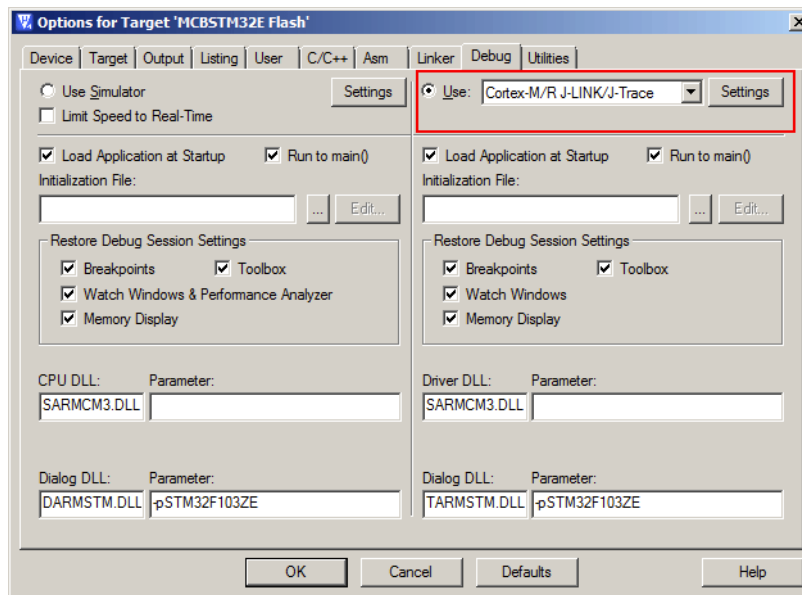 Options for Target 'MCBSTM32E Flash'
Device Target Output Listing User C/C++ Asm Linker Debug Utilities
Use Simulator Settings
Limit Speed to Real-Time
Use: Cortex-M/R J-LINK/J-Trace Settings
Load Application at Startup Run to main()
Initialization File:
... Edit...
Restore Debug Session Settings
Breakpoints Toolbox
Watch Windows & Performance Analyzer
Memory Display
CPU DLL: Parameter:
SARMCM3.DLL
Dialog DLL: Parameter:
DARMSTM.DLL -pSTM32F103ZE
Load Application at Startup Run to main()
Initialization File:
... Edit...
Restore Debug Session Settings
Breakpoints Toolbox
Watch Windows
Memory Display
Driver DLL: Parameter:
SARMCM3.DLL
Dialog DLL: Parameter:
TARMSTM.DLL -pSTM32F103ZE
OK Cancel Defaults Help